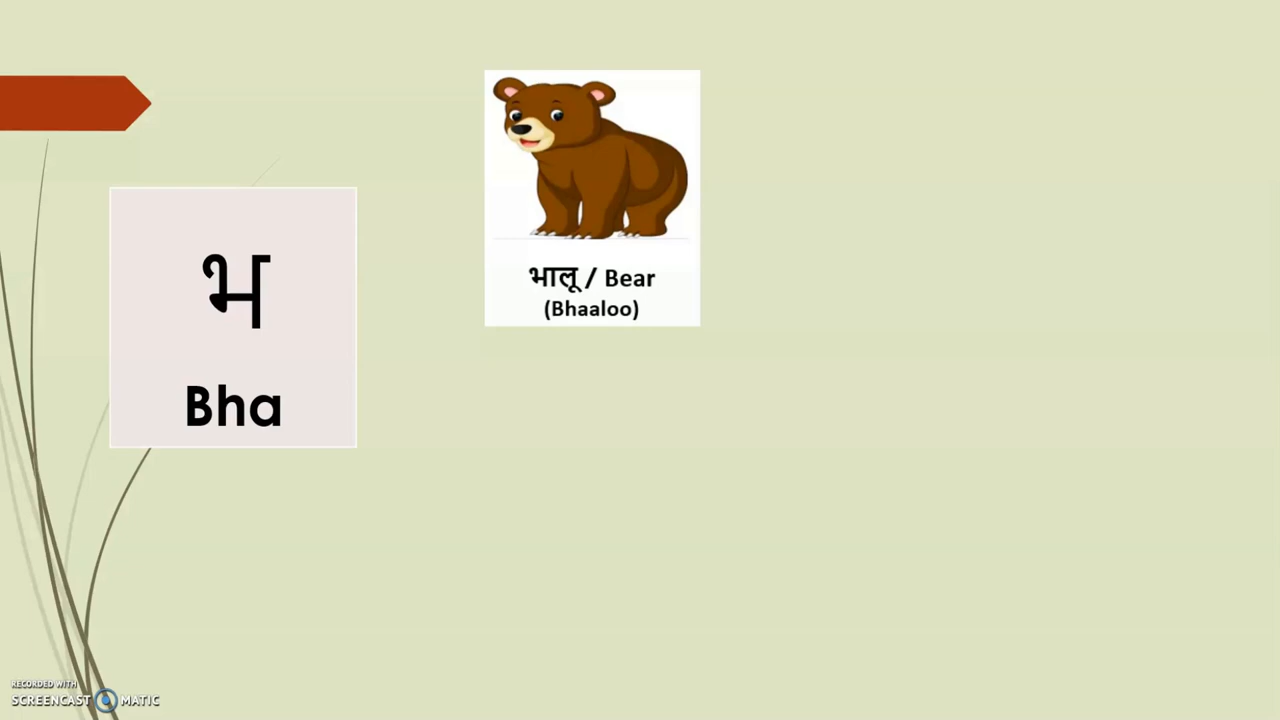 भ
Bha
भालू / Bear
(Bhaaloo)
RECORDED WITH
SCREENCAST MATIC